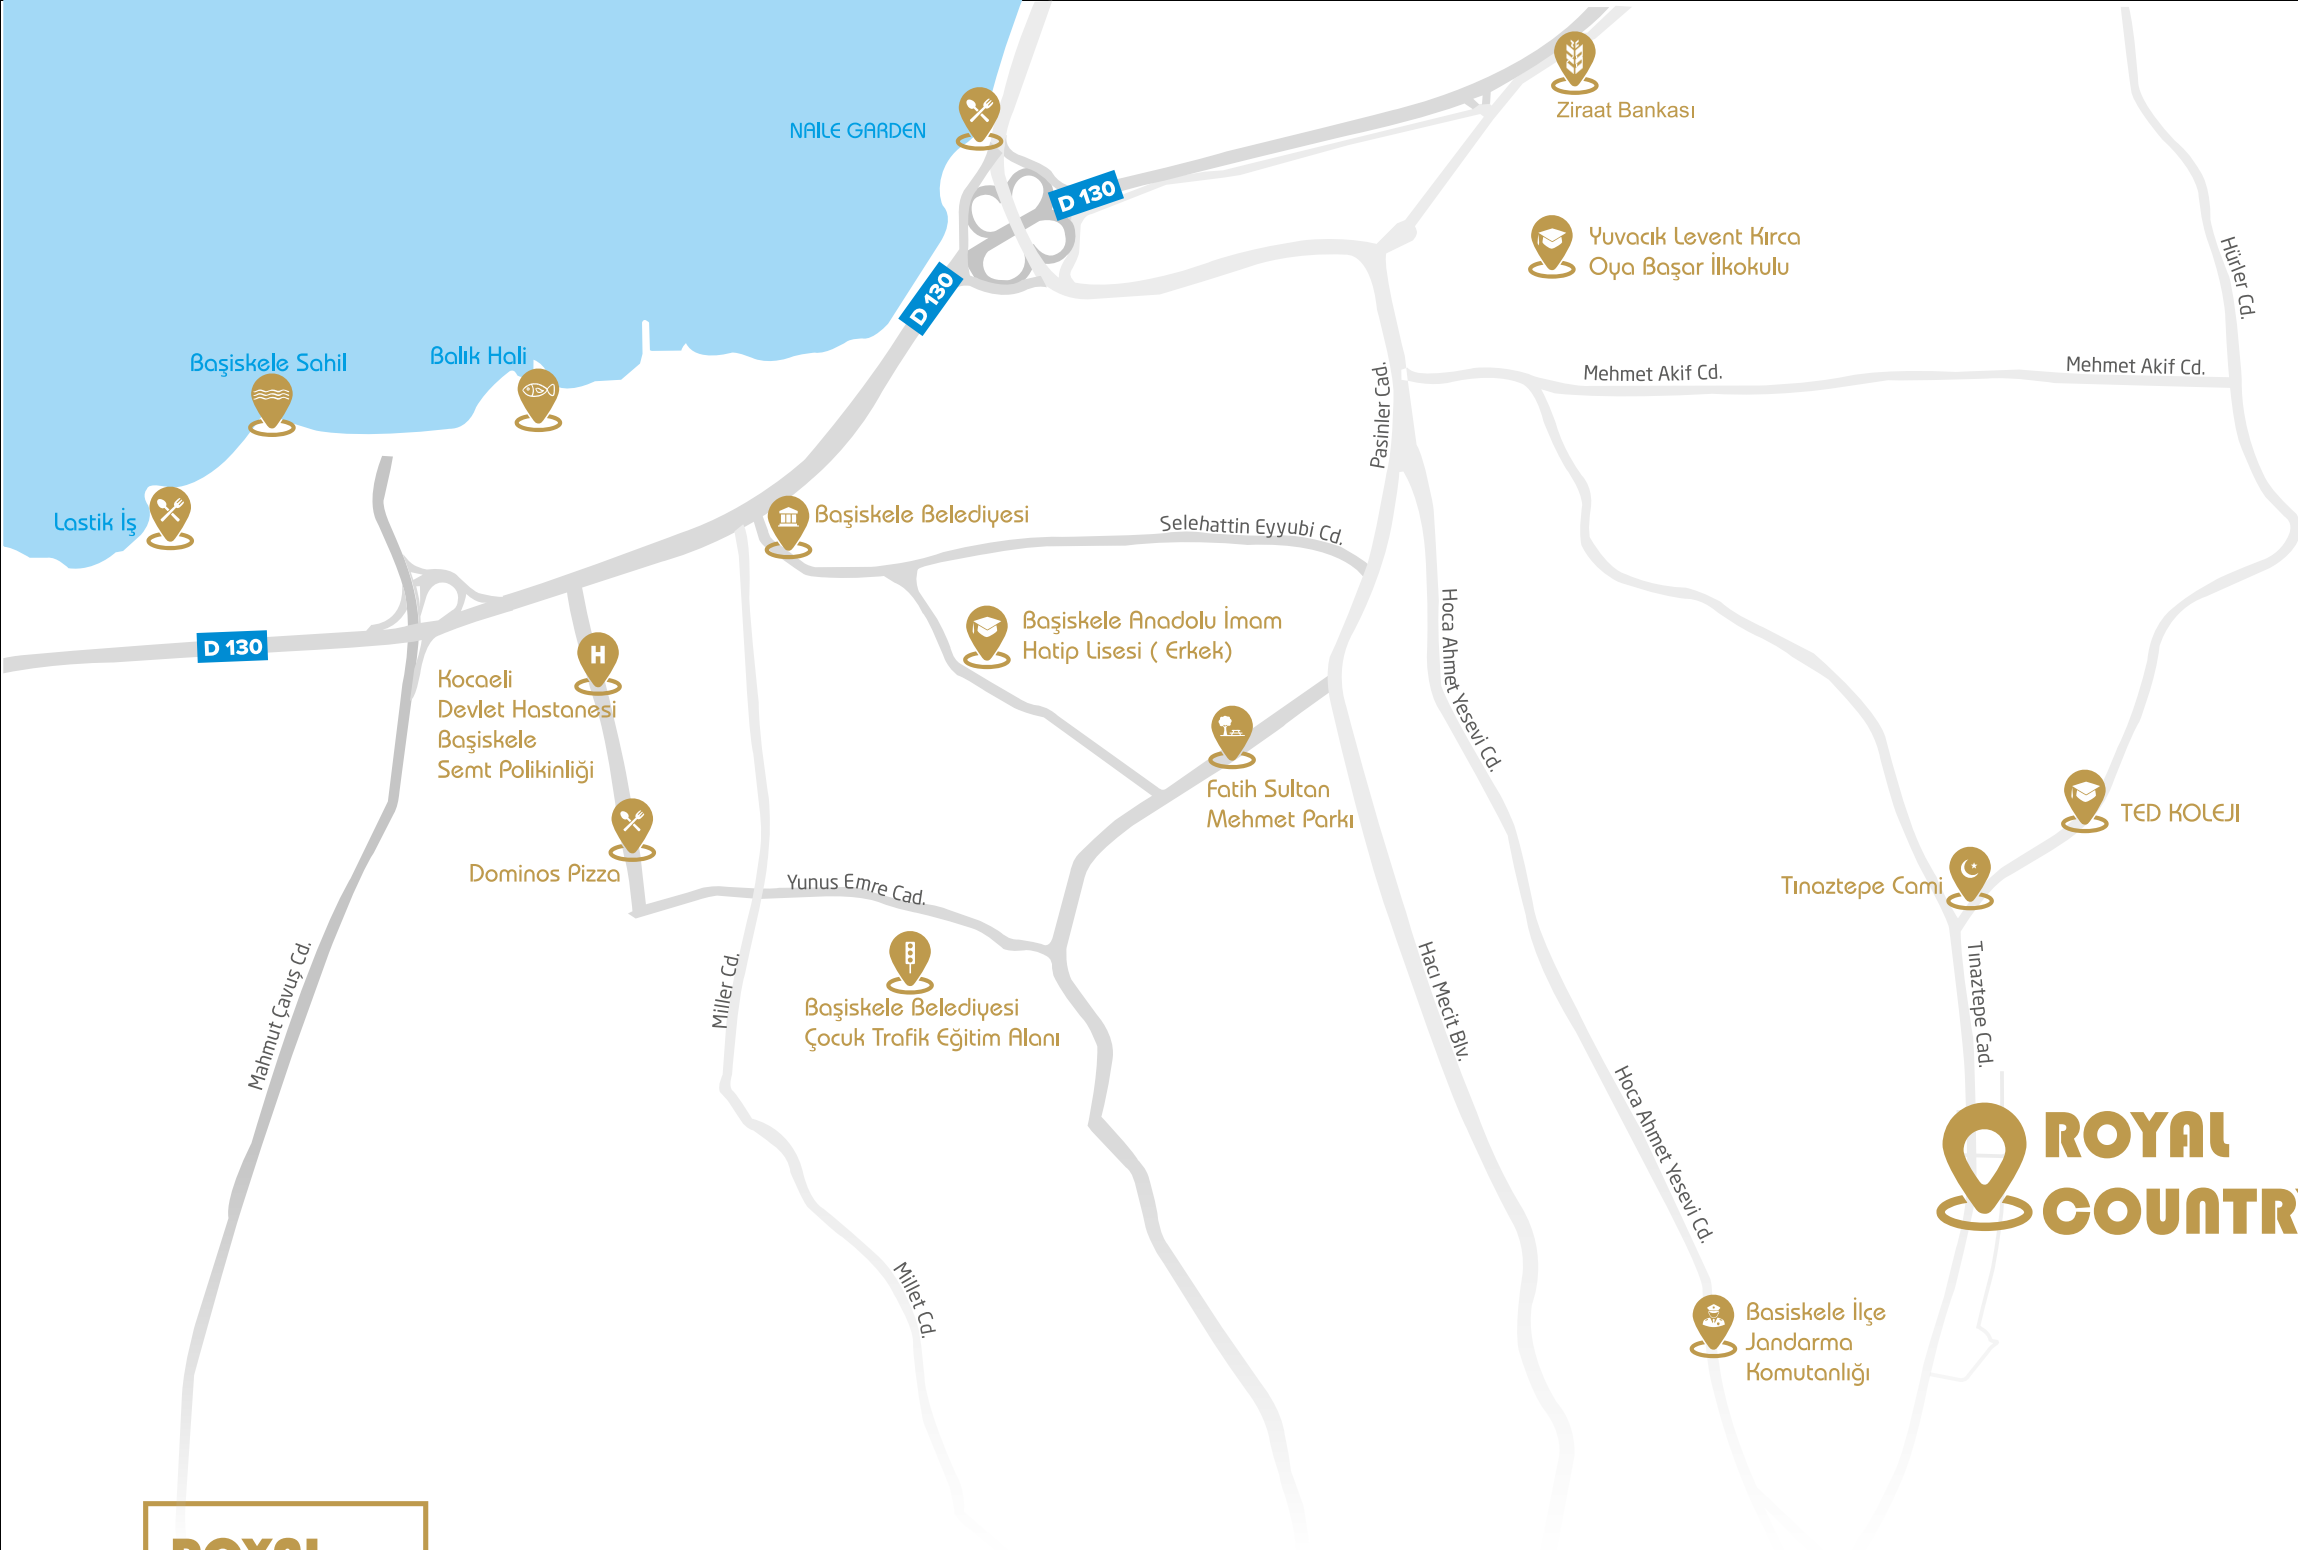 Ziraat Bankası
NAILE GARDEN
D 130
Yuvacık Levent Kırca
Oya Başar İlkokulu
Hürler Cd.
D 130
Başiskele Sahil
Balık Hali
Pasinler Cad.
Mehmet Akif Cd.
Mehmet Akif Cd.
Lastik İş
Başiskele Belediyesi
Selehattin Eyyubi Cd.
D 130
Başiskele Anadolu İmam
Hatip Lisesi ( Erkek)
Hoca Ahmet Yesevi Cd.
Kocaeli
Devlet Hastanesi
Başiskele
Semt Polikinliği
Fatih Sultan
Mehmet Parkı
TED KOLEJI
Dominos Pizza
Yunus Emre Cad.
Tınaztepe Cami
Mahmut Çavuş Cd.
Miller Cd.
Başiskele Belediyesi
Çocuk Trafik Eğitim Alanı
Hacı Mecit Blv.
Tınaztepe Cad.
Hoca Ahmet Yesevi Cd.
ROYAL
COUNTRY
Millet Cd.
Basiskele İlçe
Jandarma
Komutanlığı
ROYAL